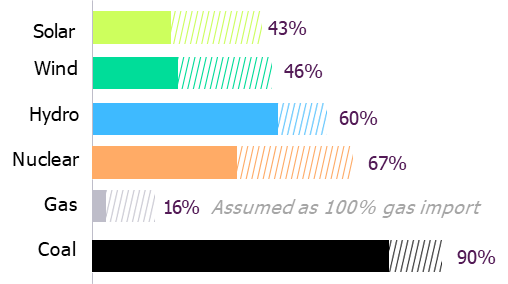 Solar 43%
Wind 46%
Hydro 60%
Nuclear 67%
Gas 16% Assumed as 100% gas import
Coal 90%